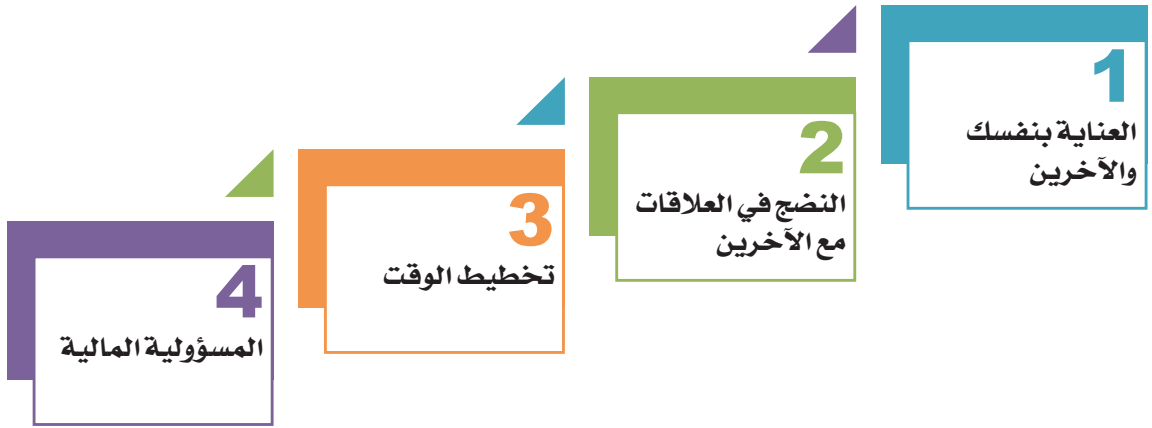 1
العناية بنفسك
والآخرين
2
النضج في العلاقات
مع الآخرين
3
تخطيط الوقت
4
المسؤولية المالية